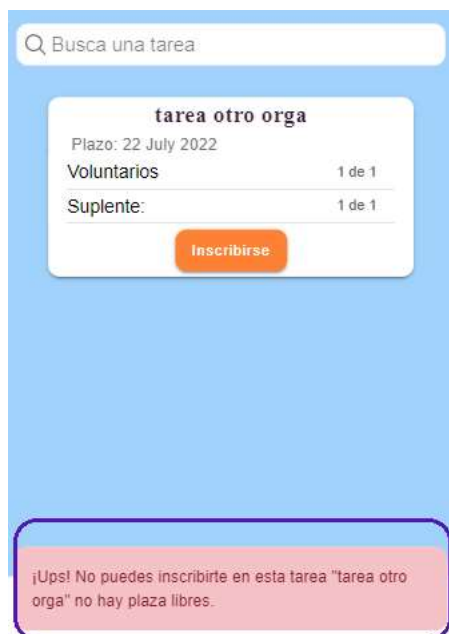 Busca una tarea
tarea otro orga
Plazo: 22 July 2022
Voluntarios 1 de 1
Suplente: 1 de 1
Inscribirse
¡Ups! No puedes inscribirte en esta tarea "tarea otro
orga" no hay plaza libres.